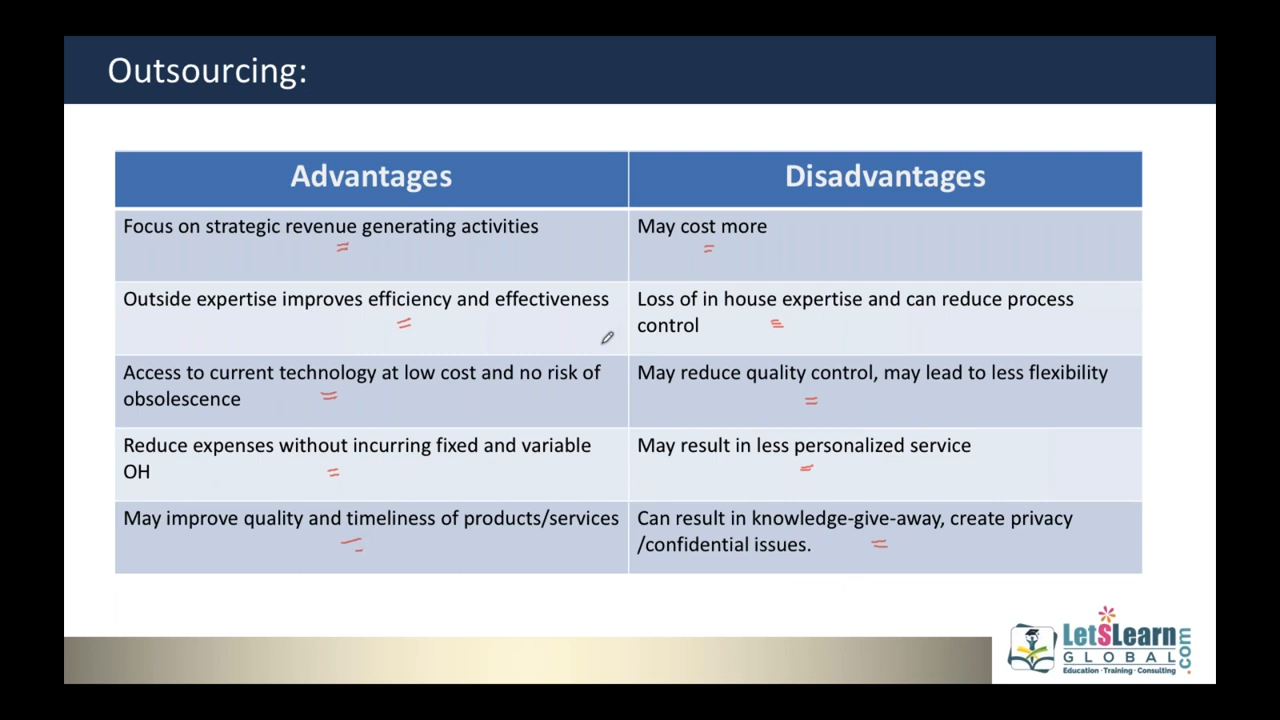 Outsourcing:
Advantages
Disadvantages
Focus on strategic revenue generating activities
May cost more
Outside expertise improves efficiency and effectiveness
Loss of in house expertise and can reduce process
control
Access to current technology at low cost and no risk of
obsolescence
May reduce quality control, may lead to less flexibility
Reduce expenses without incurring fixed and variable
OH
May result in less personalized service
May improve quality and timeliness of products/services
Can result in knowledge-give-away, create privacy
/confidential issues.
LetSLearn
GLOBAL
.com
Education · Training · Consulting